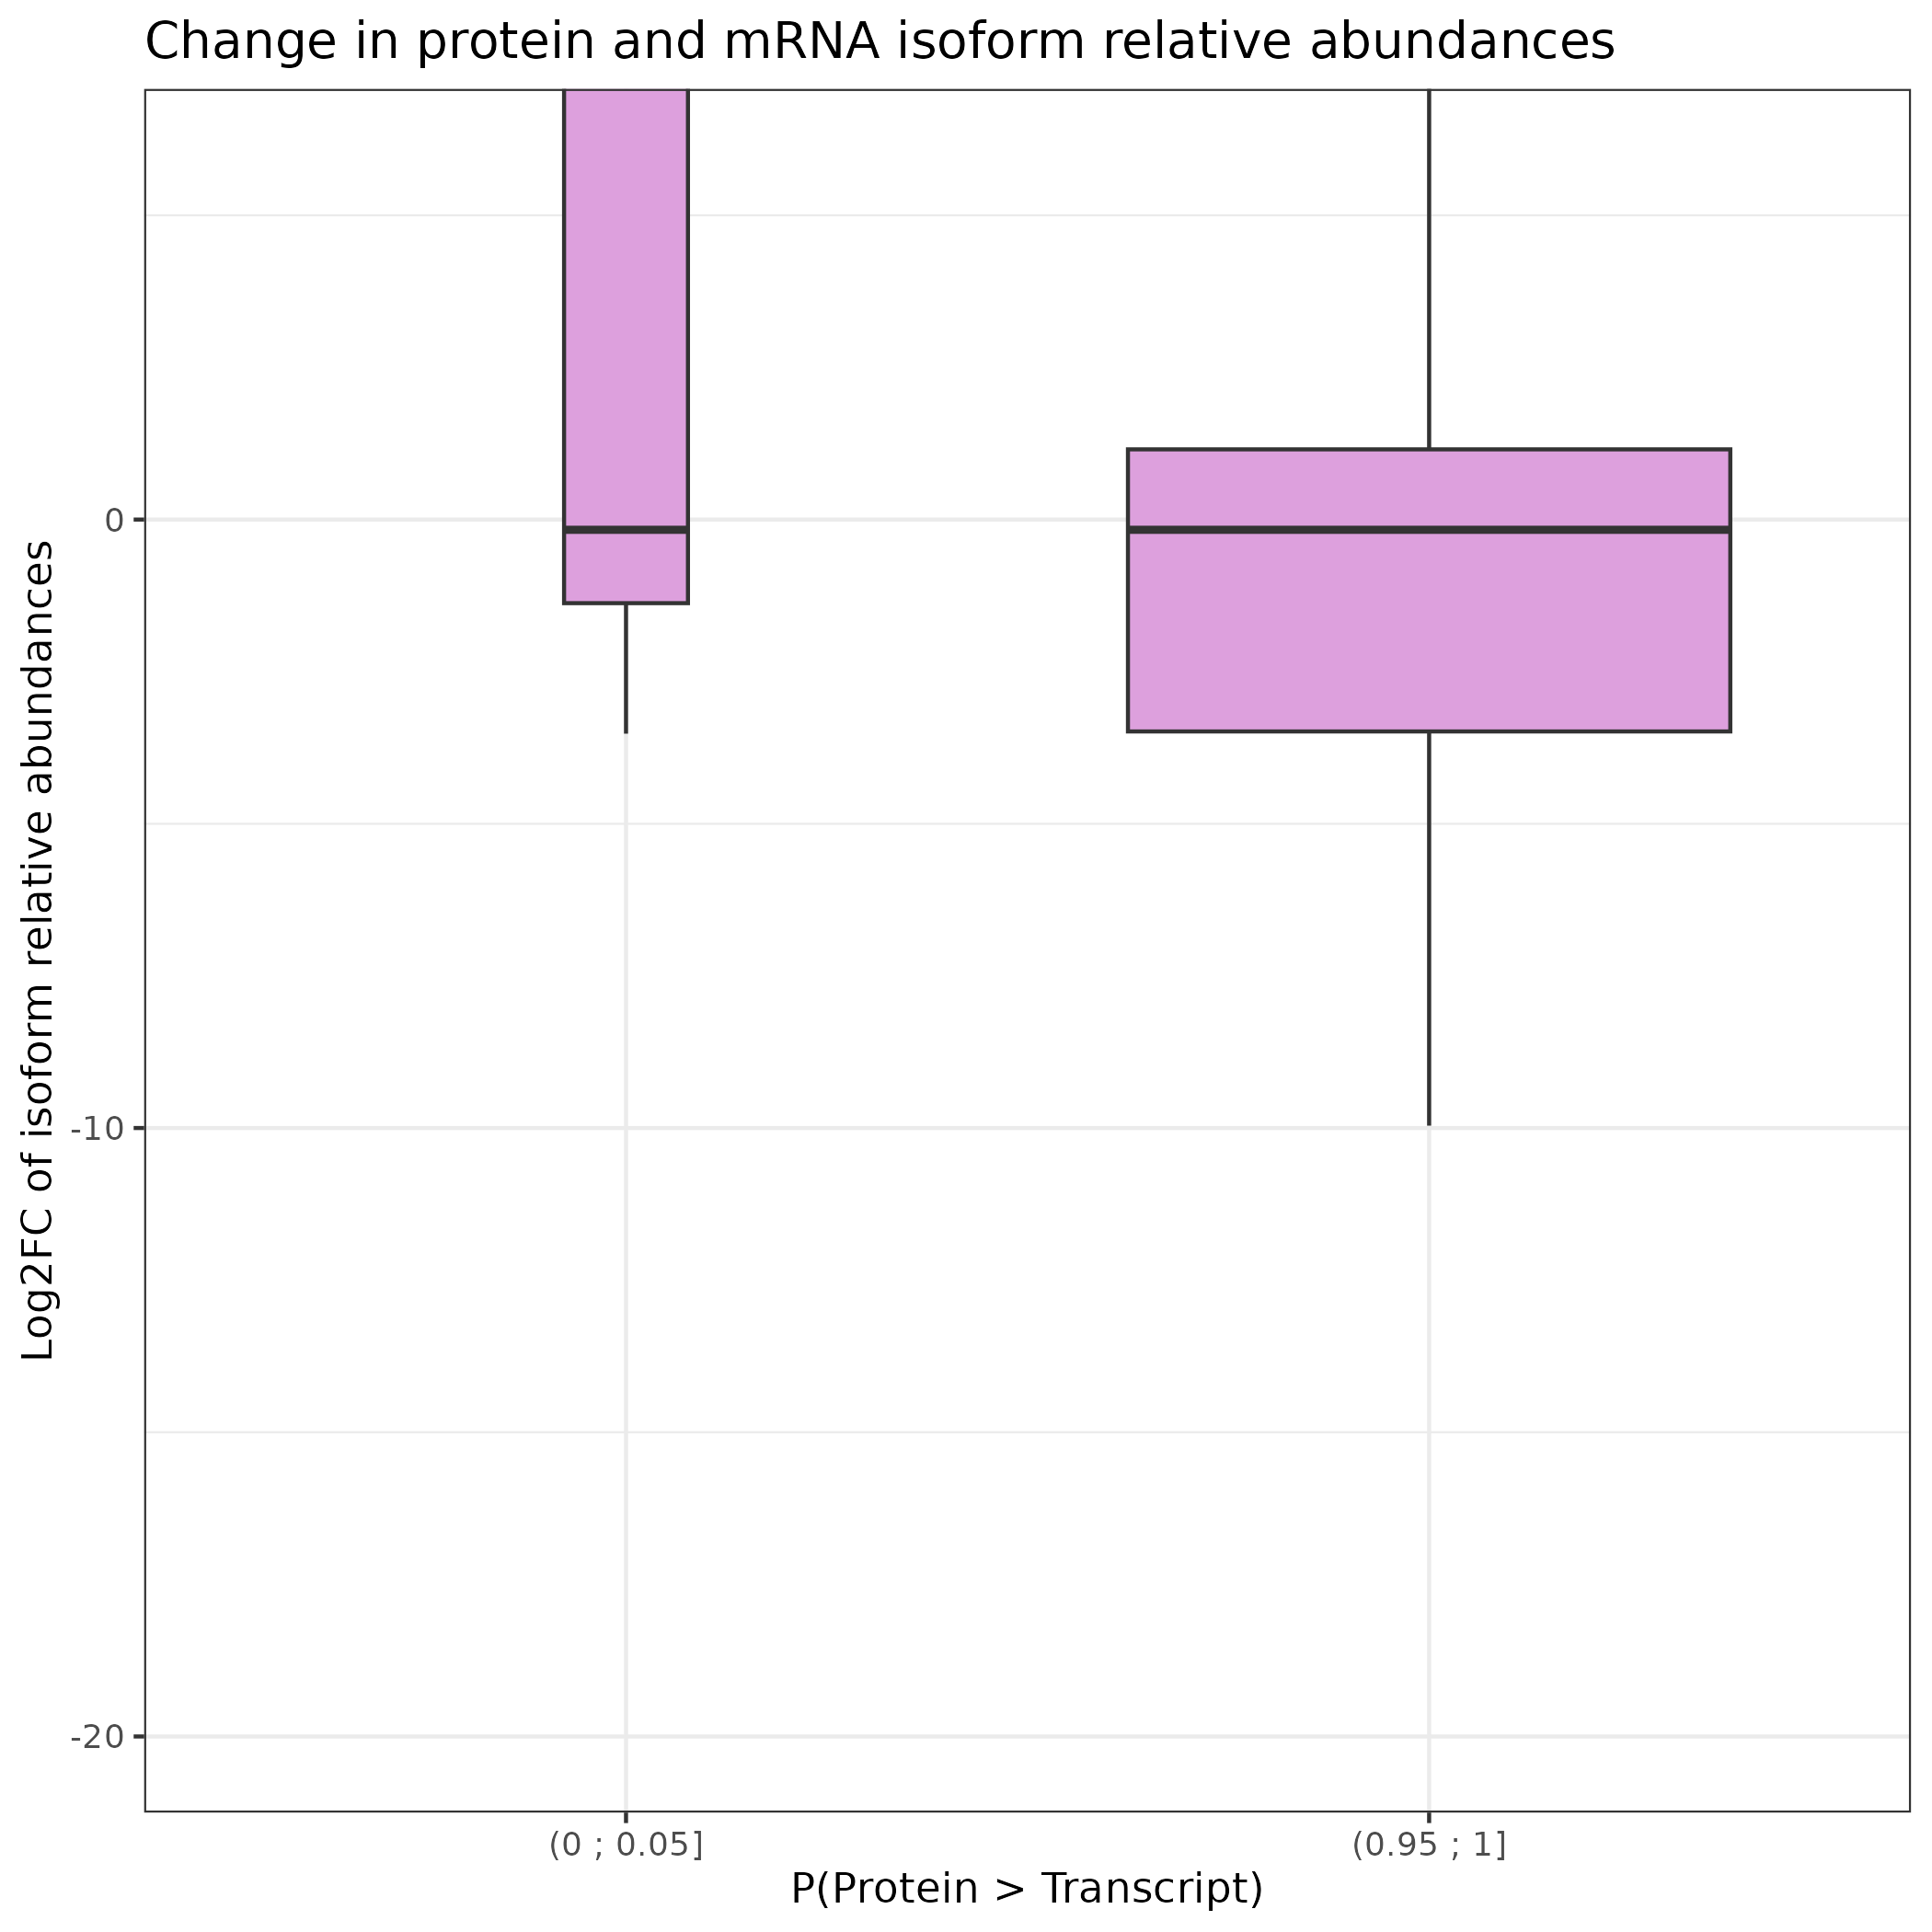 Change in protein and mRNA isoform relative abundances
Log2FC of isoform relative abundances
0
-10
-20
(0 ; 0.05]
(0.95 ; 1]
P(Protein > Transcript)